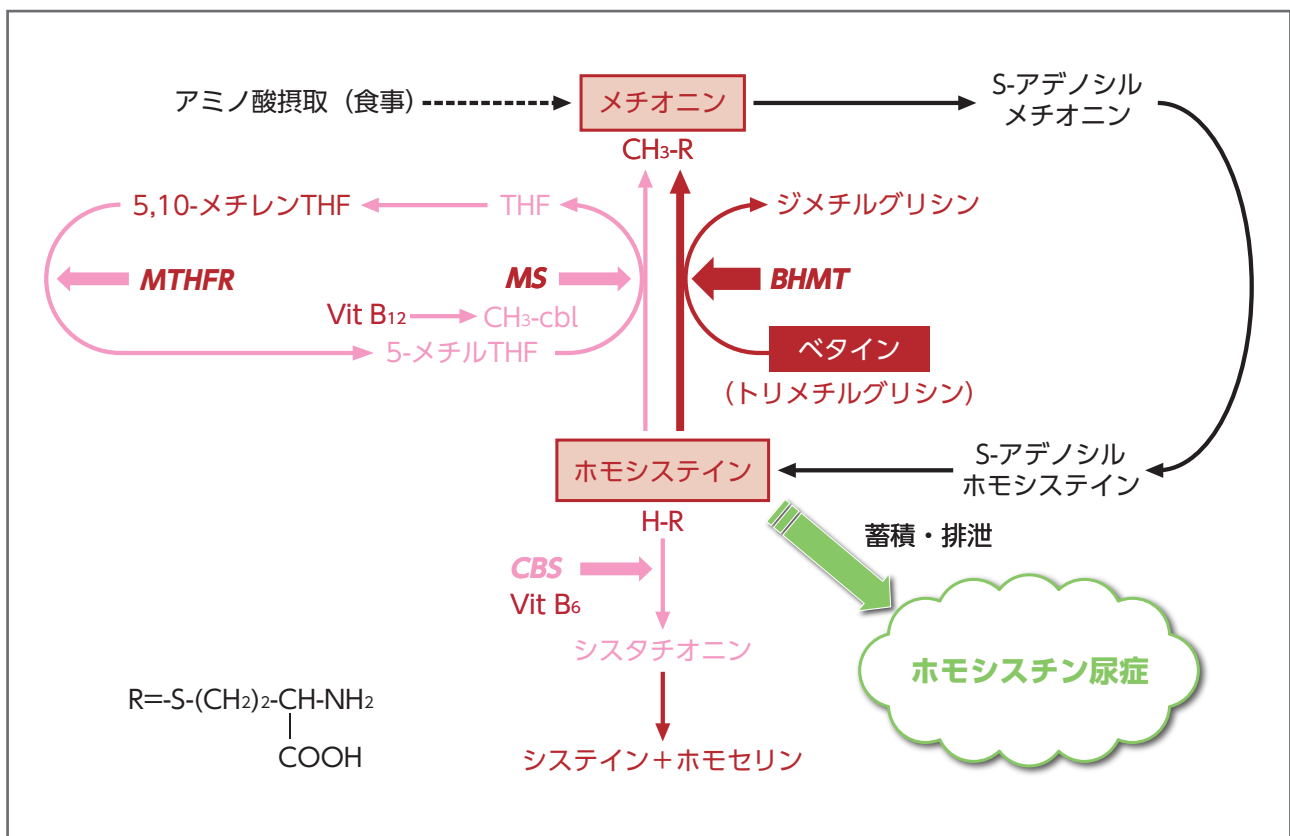 アミノ酸摂取（食事）
メチオニン
CH3-R
S-アデノシル
メチオニン
5,10-メチレンTHF
THF
ジメチルグリシン
MTHFR
MS
BHMT
Vit B12
CH3-cbl
5-メチルTHF
ベタイン
（トリメチルグリシン）
ホモシステイン
H-R
S-アデノシル
ホモシステイン
蓄積・排泄
CBS
Vit B6
シスタチオニン
ホモシスチン尿症
R=-S-(CH2)2-CH-NH2
COOH
システイン＋ホモセリン